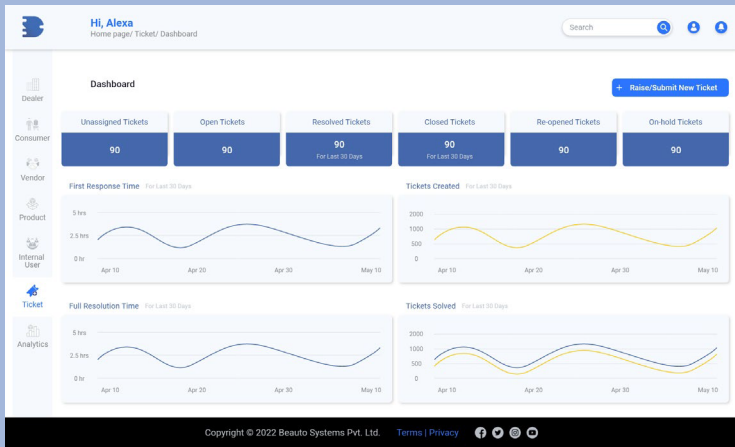 Hi, Alexa
Home page/ Ticket/ Dashboard
Search
Dealer
Consumer
Vendor
Product
Internal
User
Ticket
Analytics
Dashboard
+ Raise/Submit New Ticket
Unassigned Tickets
90
Open Tickets
90
Resolved Tickets
90
For Last 30 Days
Closed Tickets
90
For Last 30 Days
Re-opened Tickets
90
On-hold Tickets
90
First Response Time For Last 30 Days
5 hrs
2.5 hrs
0 hr
Apr 10 Apr 20 Apr 30 May 10
Tickets Created For Last 30 Days
2000
1000
500
0
Apr 10 Apr 20 Apr 30 May 10
Full Resolution Time For Last 30 Days
5 hrs
2.5 hrs
0 hr
Apr 10 Apr 20 Apr 30 May 10
Tickets Solved For Last 30 Days
2000
1000
500
0
Apr 10 Apr 20 Apr 30 May 10
Copyright © 2022 Beauto Systems Pvt. Ltd. Terms | Privacy